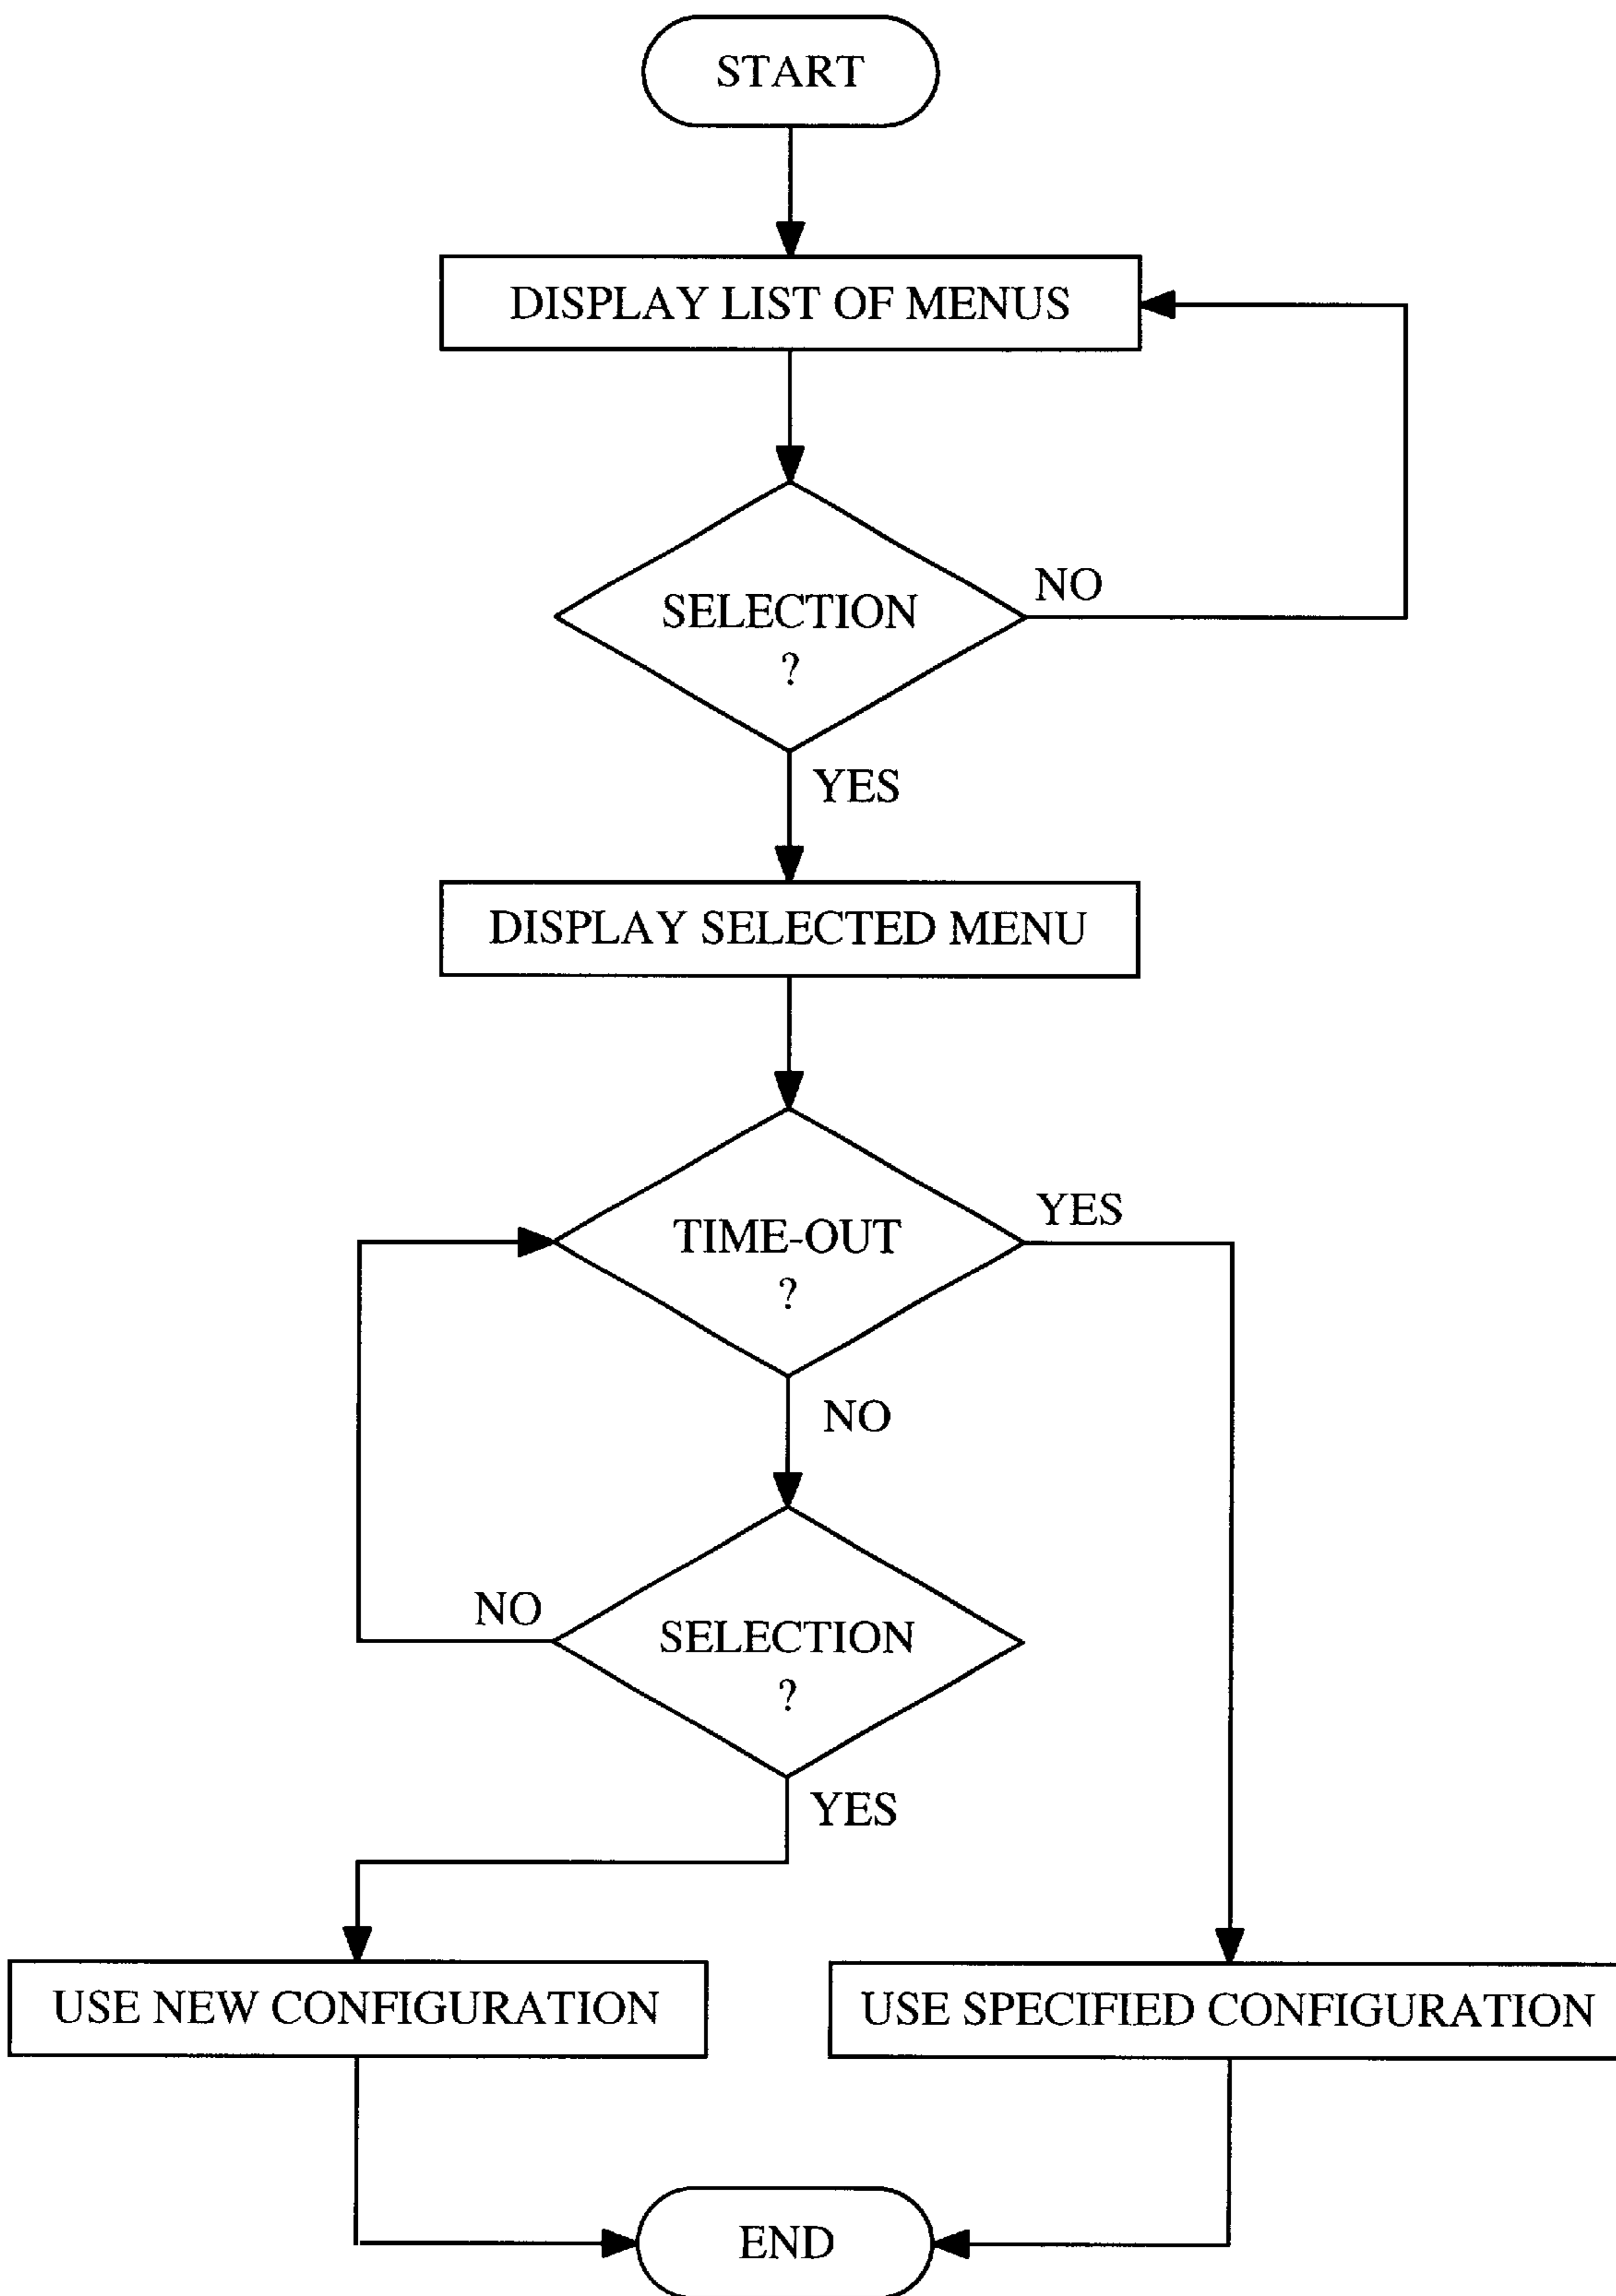 START
DISPLAY LIST OF MENUS
SELECTION
?
NO
YES
DISPLAY SELECTED MENU
TIME-OUT
?
YES
NO
SELECTION
?
NO
YES
USE NEW CONFIGURATION
USE SPECIFIED CONFIGURATION
END